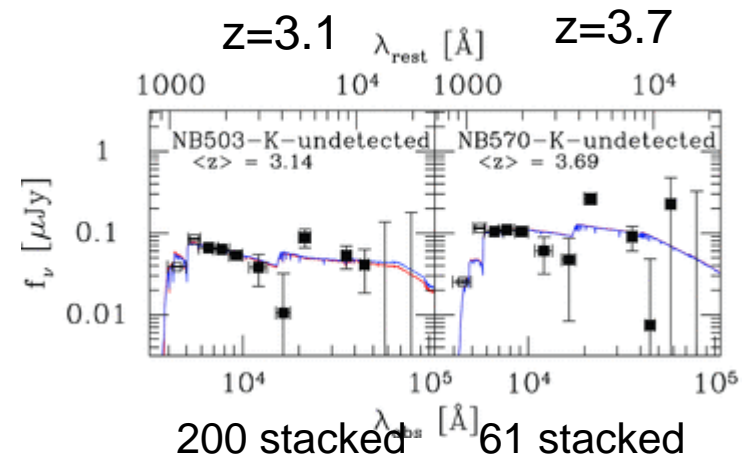 z=3.1
z=3.7
λrest [Å]
1000 10⁴ 1000 10⁴
NB503-K-undetected
<z> = 3.14
NB570-K-undetected
<z> = 3.69
fν [μJy]
1
0.1
0.01
10⁴ 10⁵ 10⁴ 10⁵
λobs [Å]
200 stacked 61 stacked